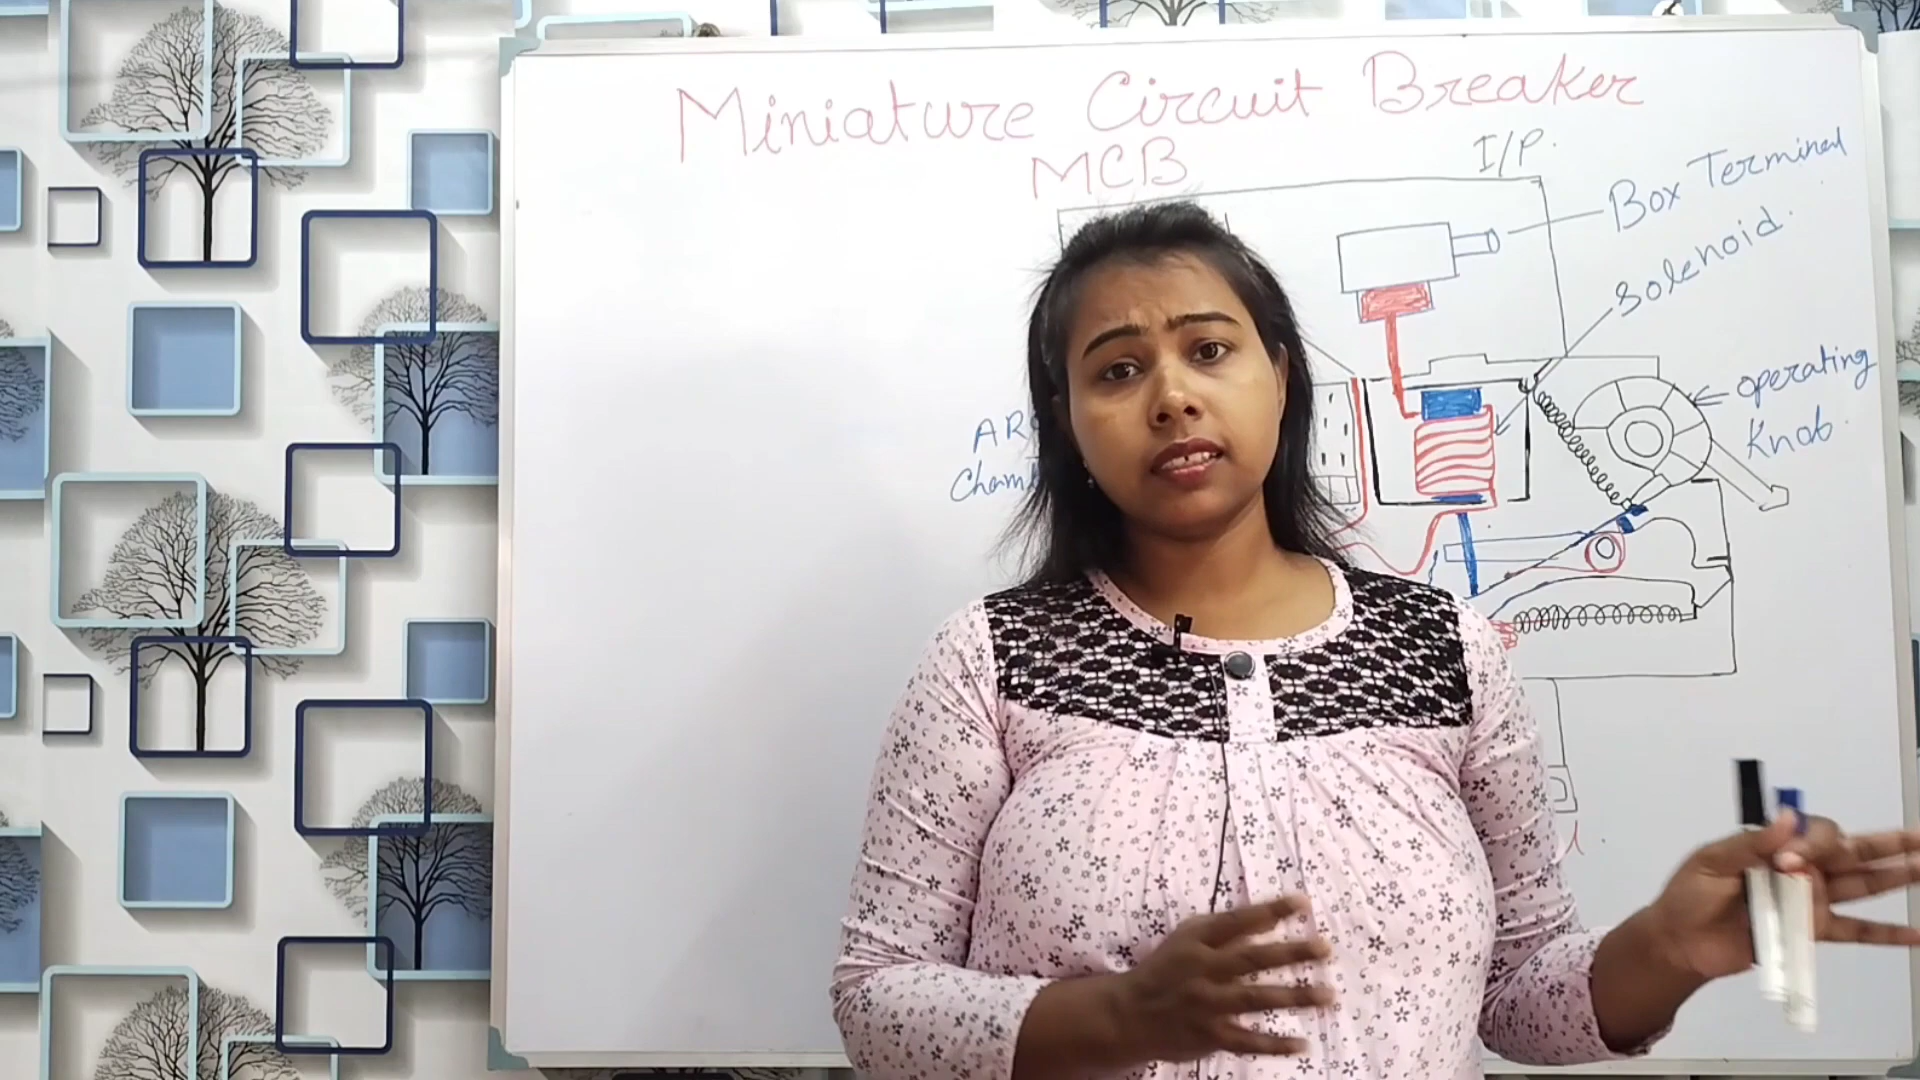 Miniature Circuit Breaker
MCB
I/P.
Box Terminal
Solenoid.
operating
Knob.